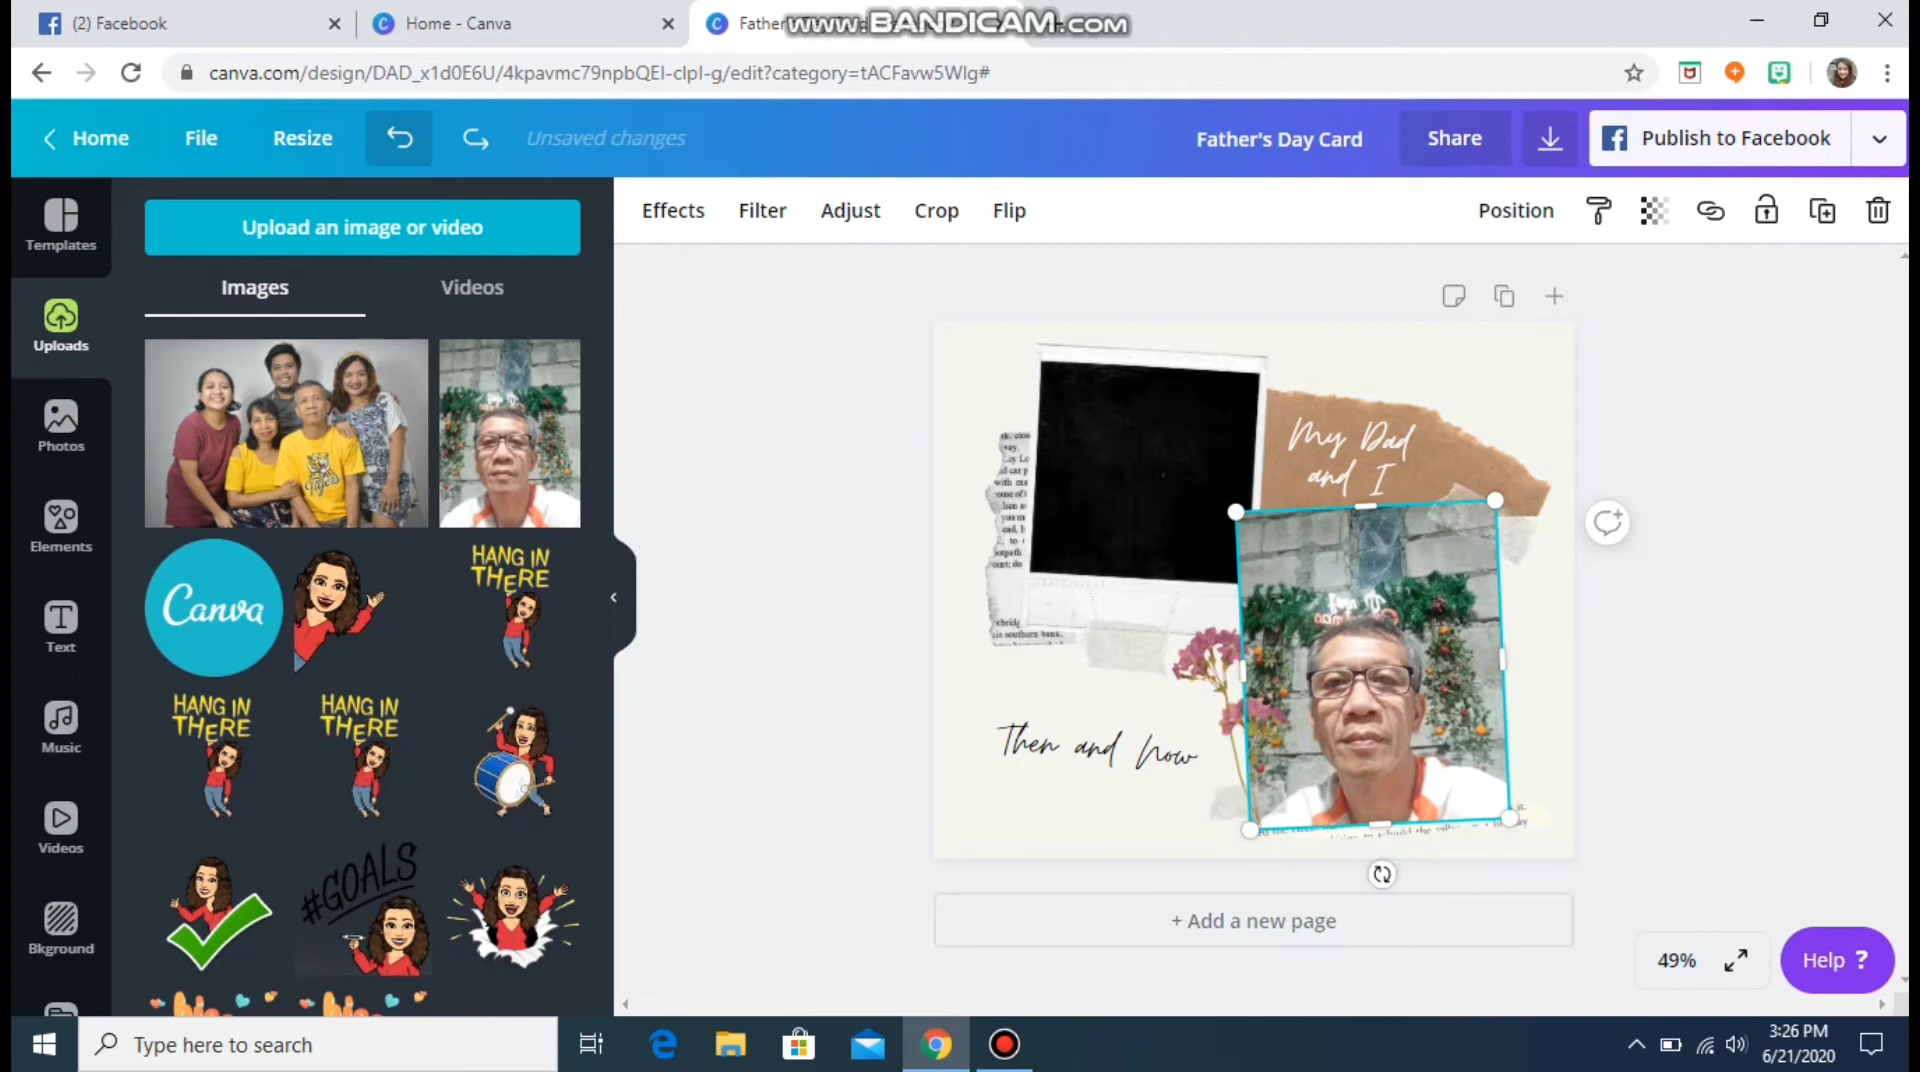 (2) Facebook
Home - Canva
Father'
www.BANDICAM.com
canva.com/design/DAD_x1d0E6U/4kpavmc79npbQEI-clpI-g/edit?category=tACFavw5Wlg#
Home
File
Resize
Unsaved changes
Father's Day Card
Share
Publish to Facebook
Templates
Uploads
Photos
Elements
Text
Music
Videos
Bkground
Upload an image or video
Images
Videos
Canva
HANG IN
THERE
HANG IN
THERE
HANG IN
THERE
#GOALS
Effects
Filter
Adjust
Crop
Flip
Position
My Dad
and I
Then and Now
+ Add a new page
49%
Help ?
Type here to search
3:26 PM
6/21/2020